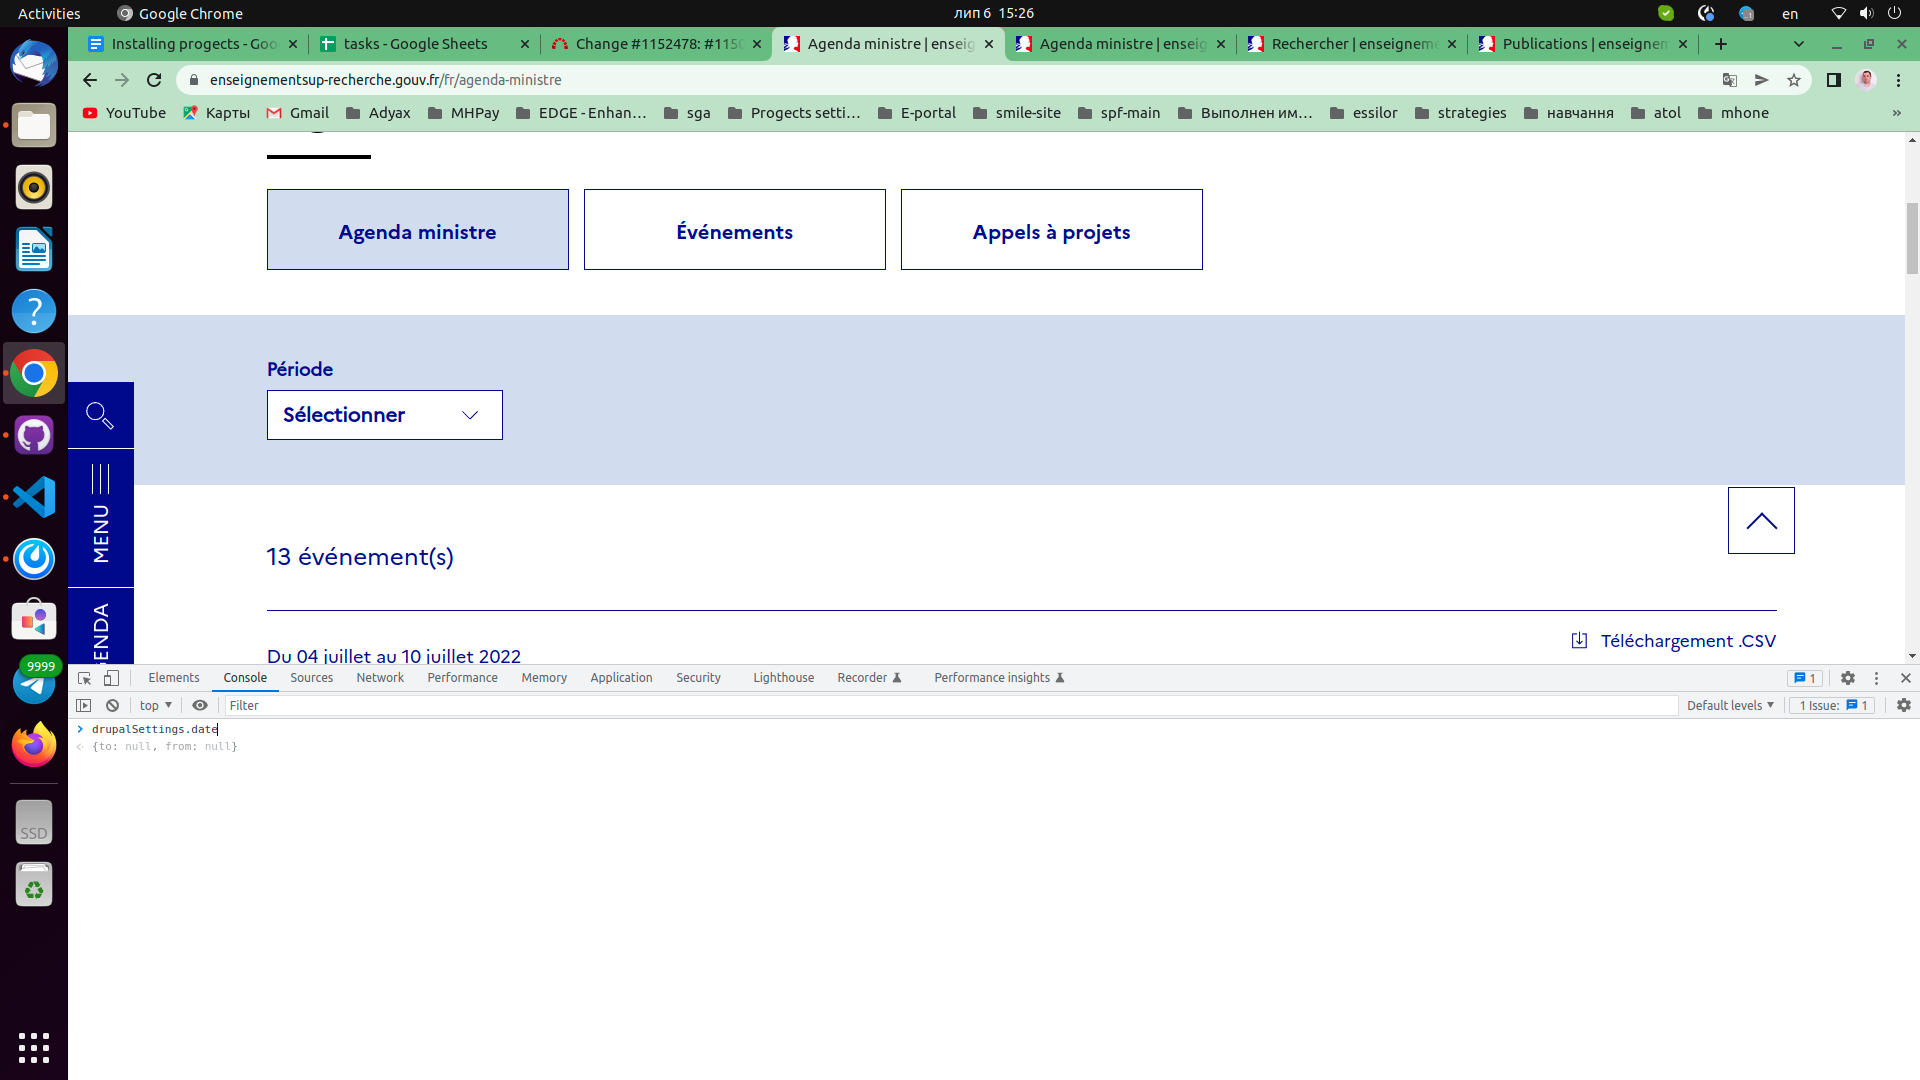 Activities Google Chrome лип 6 15:26 en
Installing progects - Goo tasks - Google Sheets Change #1152478: #1150 Agenda ministre | enseig Agenda ministre | enseig Rechercher | enseigneme Publications | enseignem
enseignementsup-recherche.gouv.fr/fr/agenda-ministre
YouTube Карты Gmail Adyax MHPay EDGE - Enhan… sga Progects setti… E-portal smile-site spf-main Выполнен им… essilor strategies навчання atol mhone »
Agenda ministre Événements Appels à projets
Période
Sélectionner
MENU
13 événement(s)
Téléchargement .CSV
Du 04 juillet au 10 juillet 2022
9999
SSD
Elements Console Sources Network Performance Memory Application Security Lighthouse Recorder Performance insights 1
top Filter Default levels 1 Issue: 1
drupalSettings.date
{to: null, from: null}